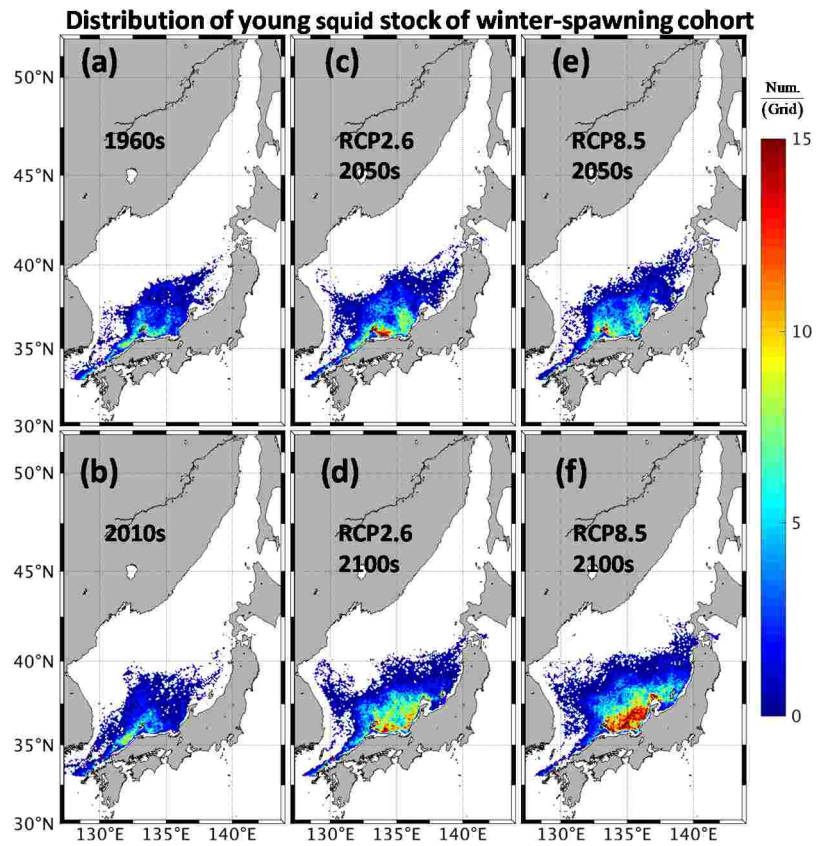 Distribution of young squid stock of winter-spawning cohort
(a)
(c)
(e)
50°N
1960s
RCP2.6
2050s
RCP8.5
2050s
45°N
40°N
35°N
30°N
Num.
(Grid)
15
10
5
0
(b)
(d)
(f)
50°N
2010s
RCP2.6
2100s
RCP8.5
2100s
45°N
40°N
35°N
30°N
130°E 135°E 140°E 130°E 135°E 140°E 130°E 135°E 140°E